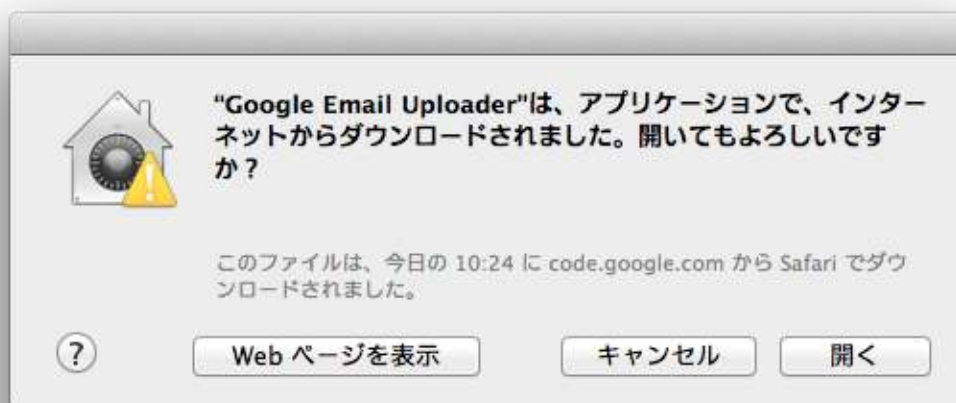 “Google Email Uploader"は、アプリケーションで、インター
ネットからダウンロードされました。開いてもよろしいです
か？
このファイルは、今日の 10:24 に code.google.com から Safari でダウ
ンロードされました。
?
Web ページを表示
キャンセル
開く